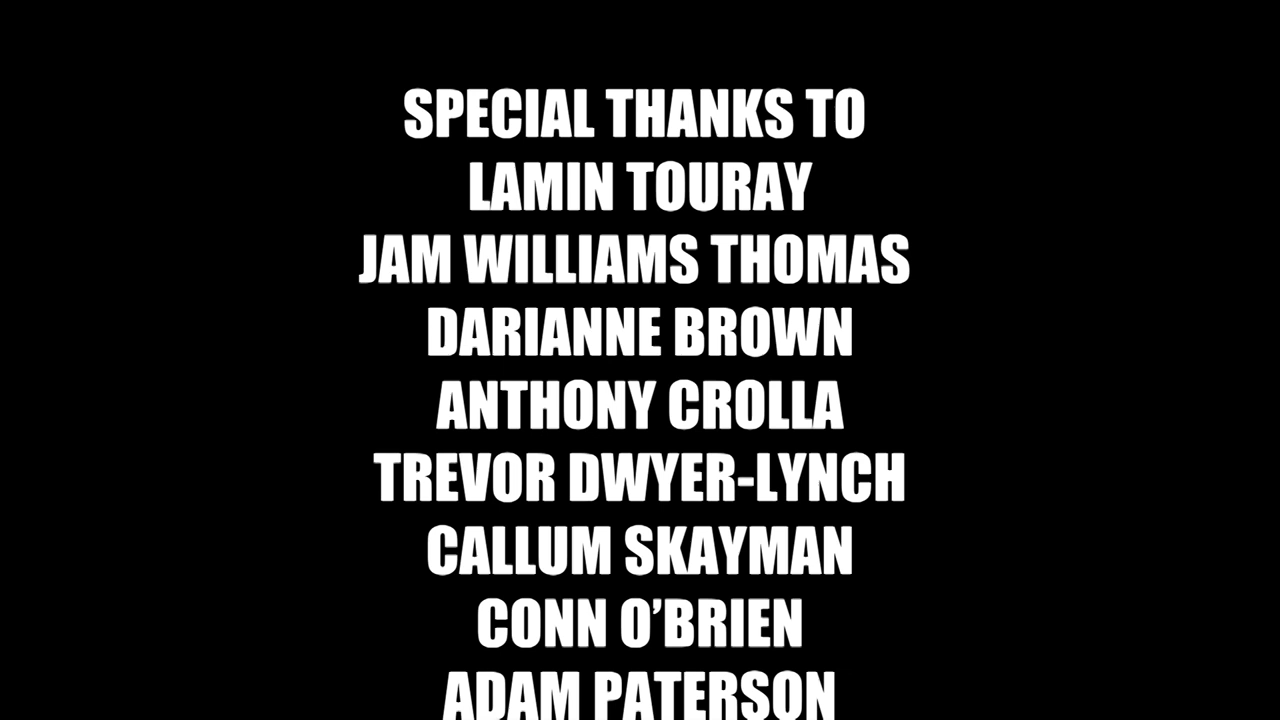 SPECIAL THANKS TO
LAMIN TOURAY
JAM WILLIAMS THOMAS
DARIANNE BROWN
ANTHONY CROLLA
TREVOR DWYER-LYNCH
CALLUM SKAYMAN
CONN O’BRIEN
ADAM PATERSON